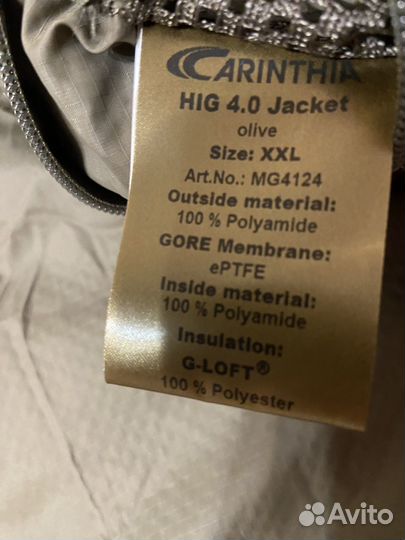 CARINTHIA
HIG 4.0 Jacket
olive
Size: XXL
Art.No.: MG4124
Outside material:
100 % Polyamide
GORE Membrane:
ePTFE
Inside material:
100 % Polyamide
Insulation:
G-LOFT®
100 % Polyester
Avito